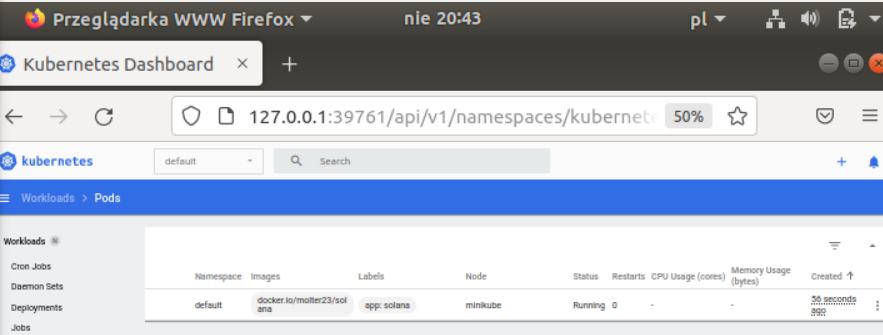 Przeglądarka WWW Firefox nie 20:43 pl
Kubernetes Dashboard × +
127.0.0.1:39761/api/v1/namespaces/kubernete 50%
kubernetes default Search +
Workloads > Pods
Workloads N
Cron Jobs
Daemon Sets
Deployments
Jobs
Namespace Images Labels Node Status Restarts CPU Usage (cores) Memory Usage (bytes) Created ↑
default docker.io/molter23/solana app: solana minikube Running 0 - - 56 seconds ago